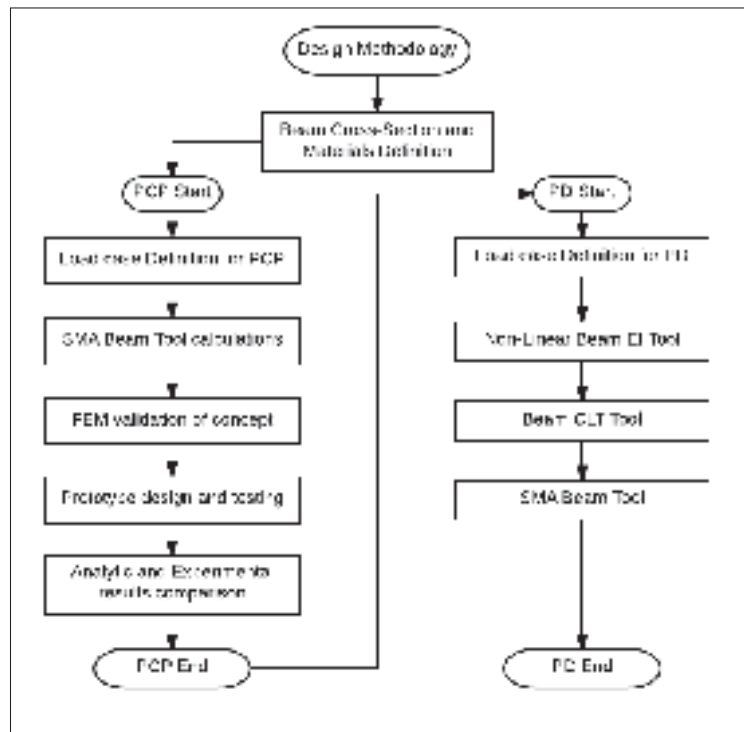 Design Methodology
Beam Cross-Section and
Materials Definition
PCP Start
PD Start
Load case Definition for PCP
Load case Definition for PD
SMA Beam Tool calculations
Non-Linear Beam EI Tool
FEM validation of concept
Beam CLT Tool
Prototype design and testing
SMA Beam Tool
Analytic and Experimental
results comparison
PCP End
PD End